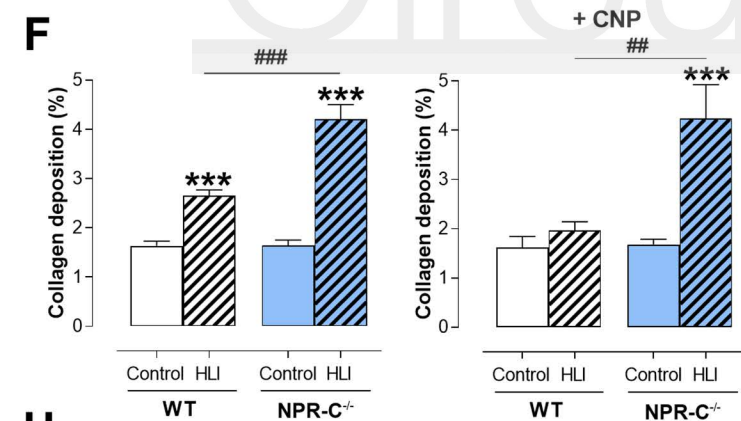 F
+ CNP
###
##
***
***
***
Collagen deposition (%)
5
4
3
2
1
0
Control HLI Control HLI
WT NPR-C-/-
Collagen deposition (%)
5
4
3
2
1
0
Control HLI Control HLI
WT NPR-C-/-